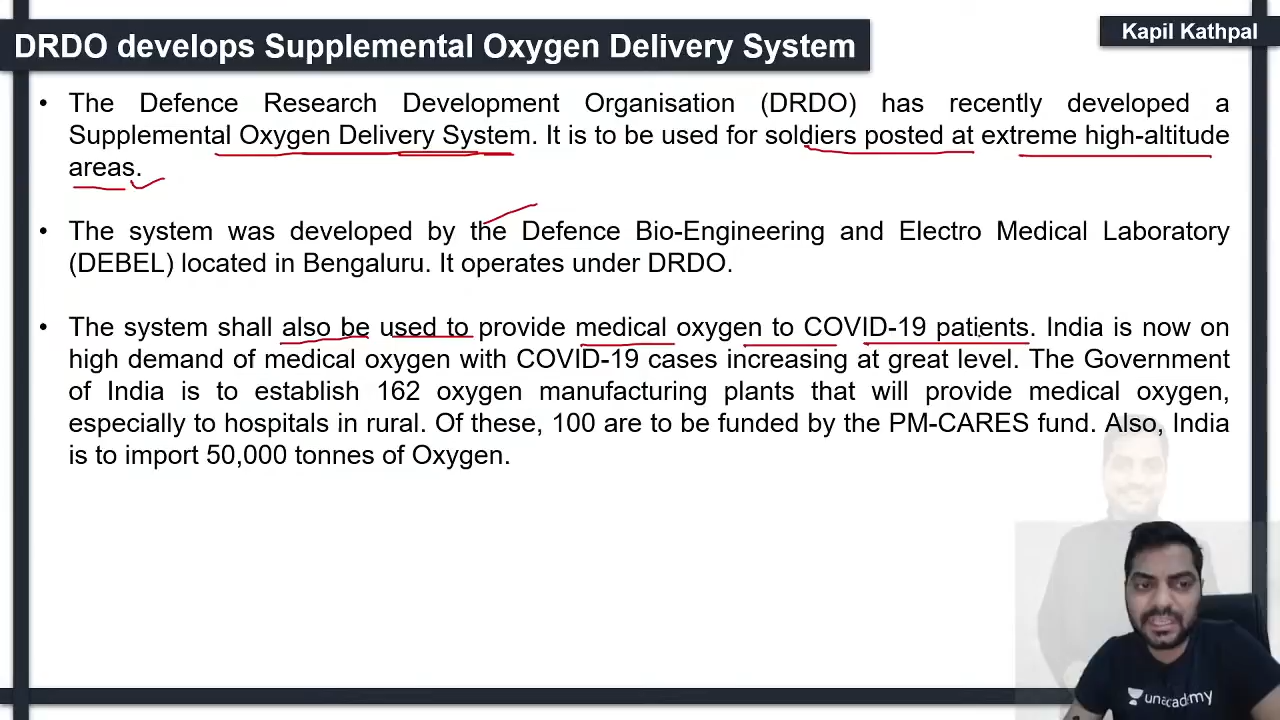 DRDO develops Supplemental Oxygen Delivery System
Kapil Kathpal
• The Defence Research Development Organisation (DRDO) has recently developed a
Supplemental Oxygen Delivery System. It is to be used for soldiers posted at extreme high-altitude
areas.
• The system was developed by the Defence Bio-Engineering and Electro Medical Laboratory
(DEBEL) located in Bengaluru. It operates under DRDO.
• The system shall also be used to provide medical oxygen to COVID-19 patients. India is now on
high demand of medical oxygen with COVID-19 cases increasing at great level. The Government
of India is to establish 162 oxygen manufacturing plants that will provide medical oxygen,
especially to hospitals in rural. Of these, 100 are to be funded by the PM-CARES fund. Also, India
is to import 50,000 tonnes of Oxygen.
unacademy